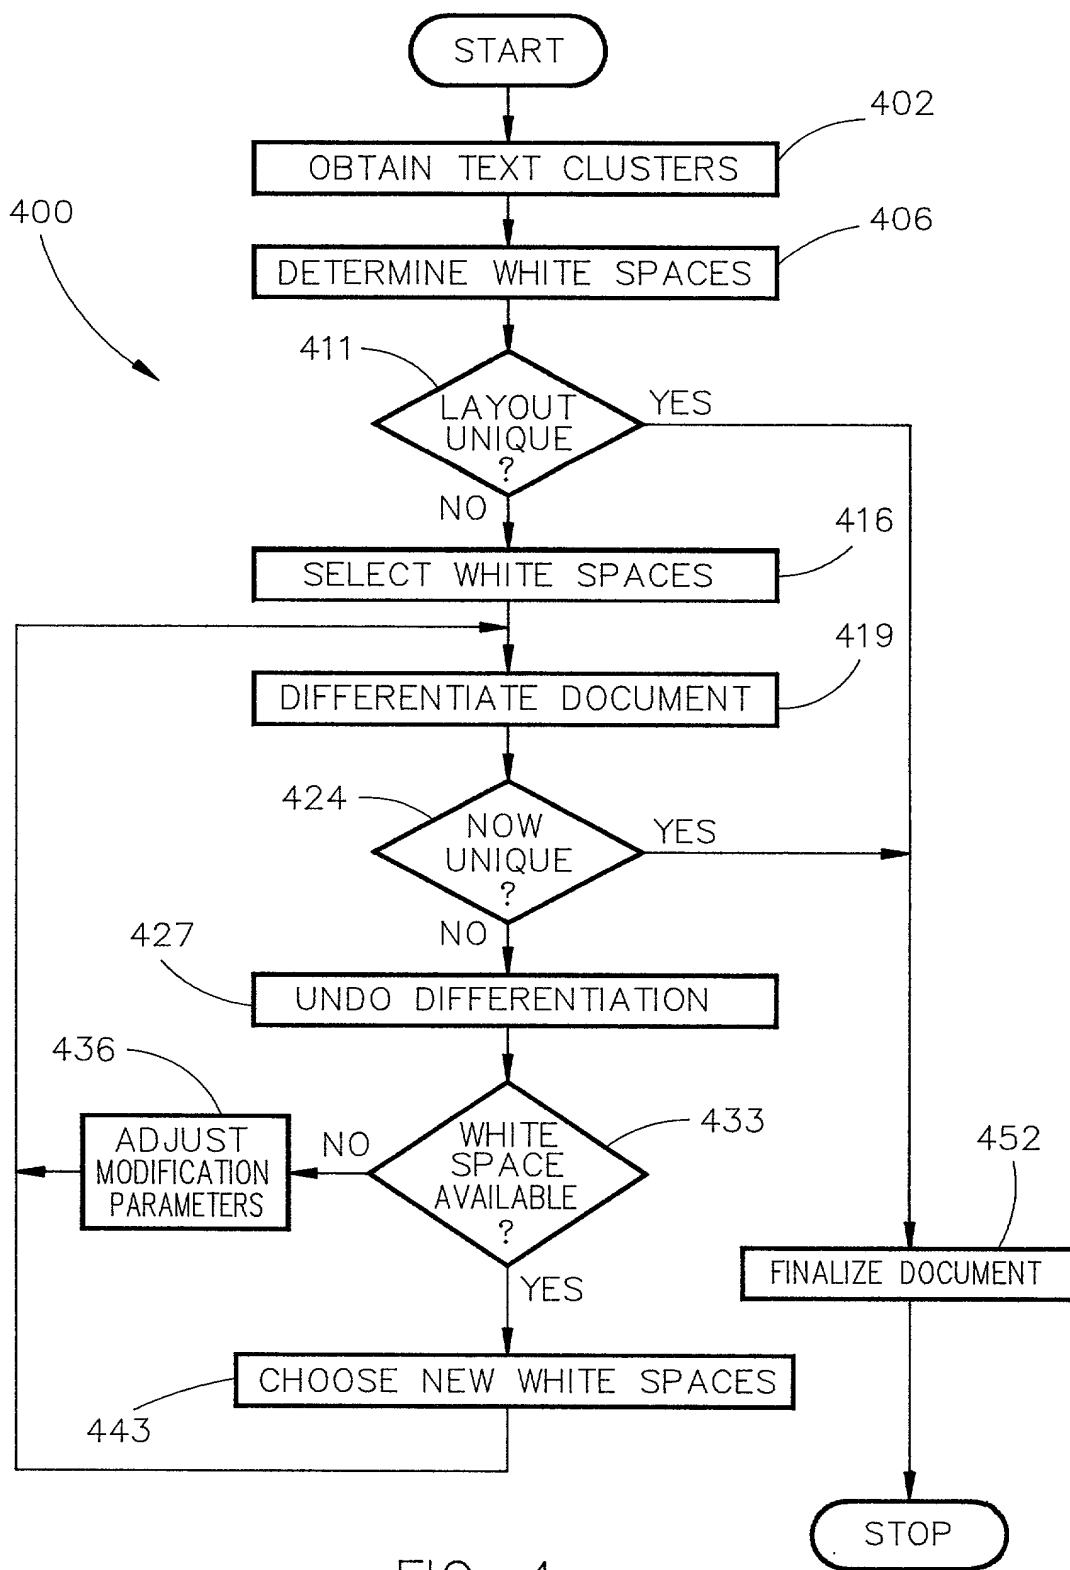 START
402
OBTAIN TEXT CLUSTERS
400
406
DETERMINE WHITE SPACES
411
LAYOUT
UNIQUE
?
YES
NO
416
SELECT WHITE SPACES
419
DIFFERENTIATE DOCUMENT
424
NOW
UNIQUE
?
YES
NO
427
UNDO DIFFERENTIATION
436
ADJUST
MODIFICATION
PARAMETERS
NO
WHITE
SPACE
AVAILABLE
?
433
YES
452
FINALIZE DOCUMENT
CHOOSE NEW WHITE SPACES
443
STOP